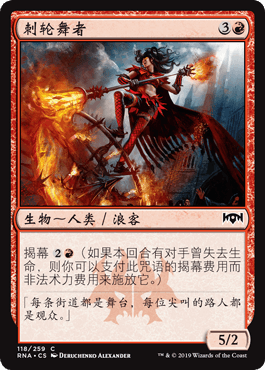 刺轮舞者 3
生物～人类 / 浪客
揭幕 2（如果本回合有对手曾失去生
命，则你可以支付此咒语的揭幕费用而
非法术力费用来施放它。）
「每条街道都是舞台，每位尖叫的路人都
是观众。」
5/2
118/259 C
RNA • CS DERUCHENKO ALEXANDER
™ & © 2019 Wizards of the Coast